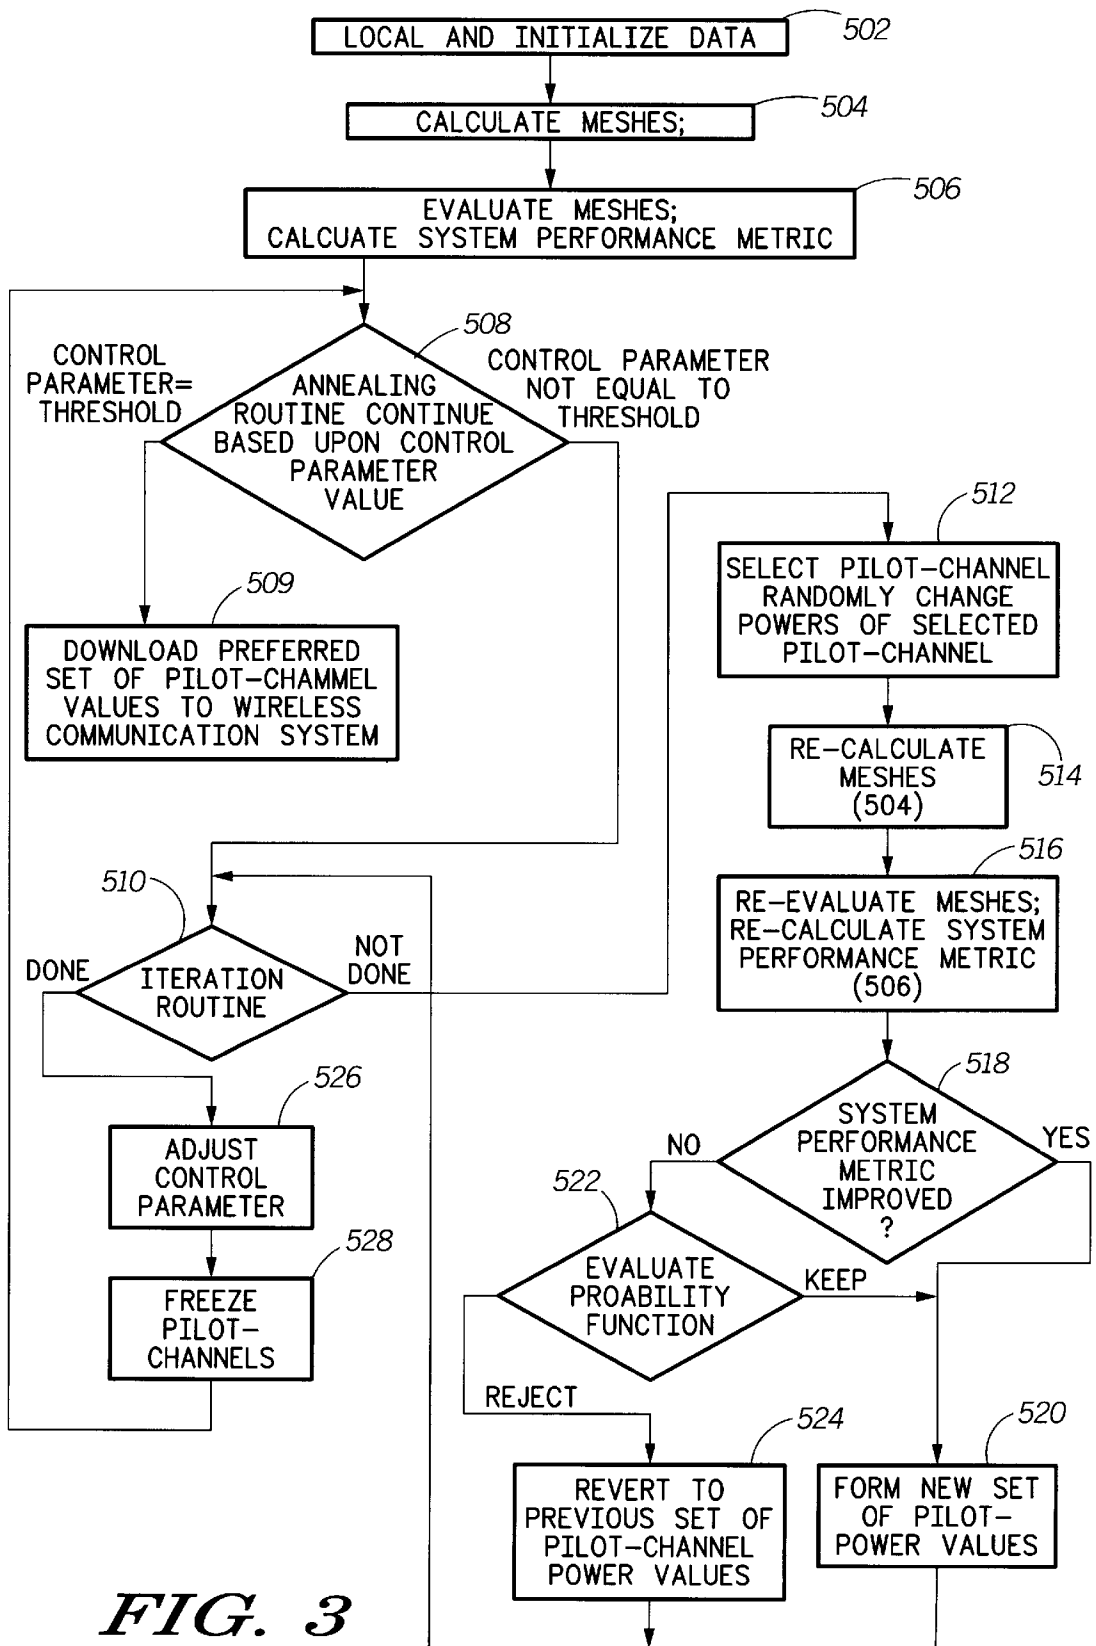 502
LOCAL AND INITIALIZE DATA
504
CALCULATE MESHES;
506
EVALUATE MESHES;
CALCUATE SYSTEM PERFORMANCE METRIC
508
CONTROL
PARAMETER=
THRESHOLD
ANNEALING
ROUTINE CONTINUE
BASED UPON CONTROL
PARAMETER
VALUE
CONTROL PARAMETER
NOT EQUAL TO
THRESHOLD
509
DOWNLOAD PREFERRED
SET OF PILOT-CHAMMEL
VALUES TO WIRELESS
COMMUNICATION SYSTEM
512
SELECT PILOT-CHANNEL
RANDOMLY CHANGE
POWERS OF SELECTED
PILOT-CHANNEL
RE-CALCULATE
MESHES
(504)
514
516
RE-EVALUATE MESHES;
RE-CALCULATE SYSTEM
PERFORMANCE METRIC
(506)
510
DONE
ITERATION
ROUTINE
NOT
DONE
526
ADJUST
CONTROL
PARAMETER
528
FREEZE
PILOT-
CHANNELS
518
SYSTEM
PERFORMANCE
METRIC
IMPROVED
?
NO
YES
522
EVALUATE
PROABILITY
FUNCTION
KEEP
REJECT
524
REVERT TO
PREVIOUS SET OF
PILOT-CHANNEL
POWER VALUES
520
FORM NEW SET
OF PILOT-
POWER VALUES
FIG. 3